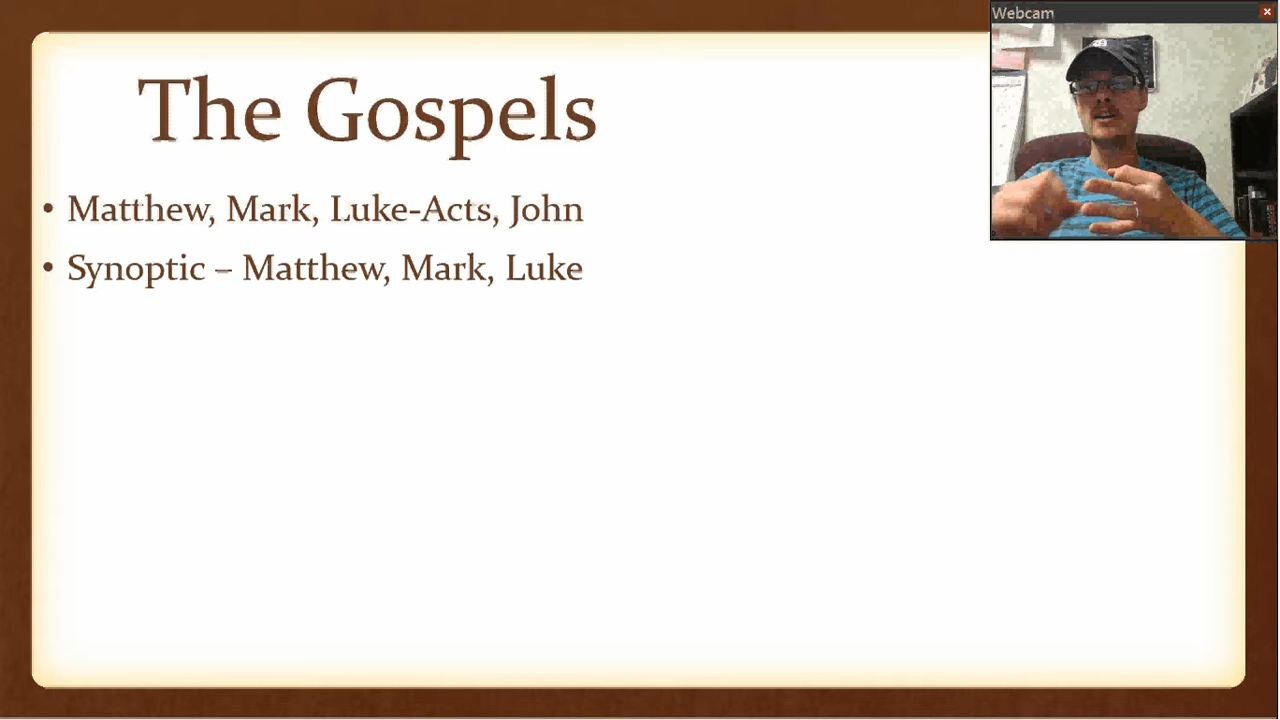 Webcam
The Gospels
• Matthew, Mark, Luke-Acts, John
• Synoptic – Matthew, Mark, Luke